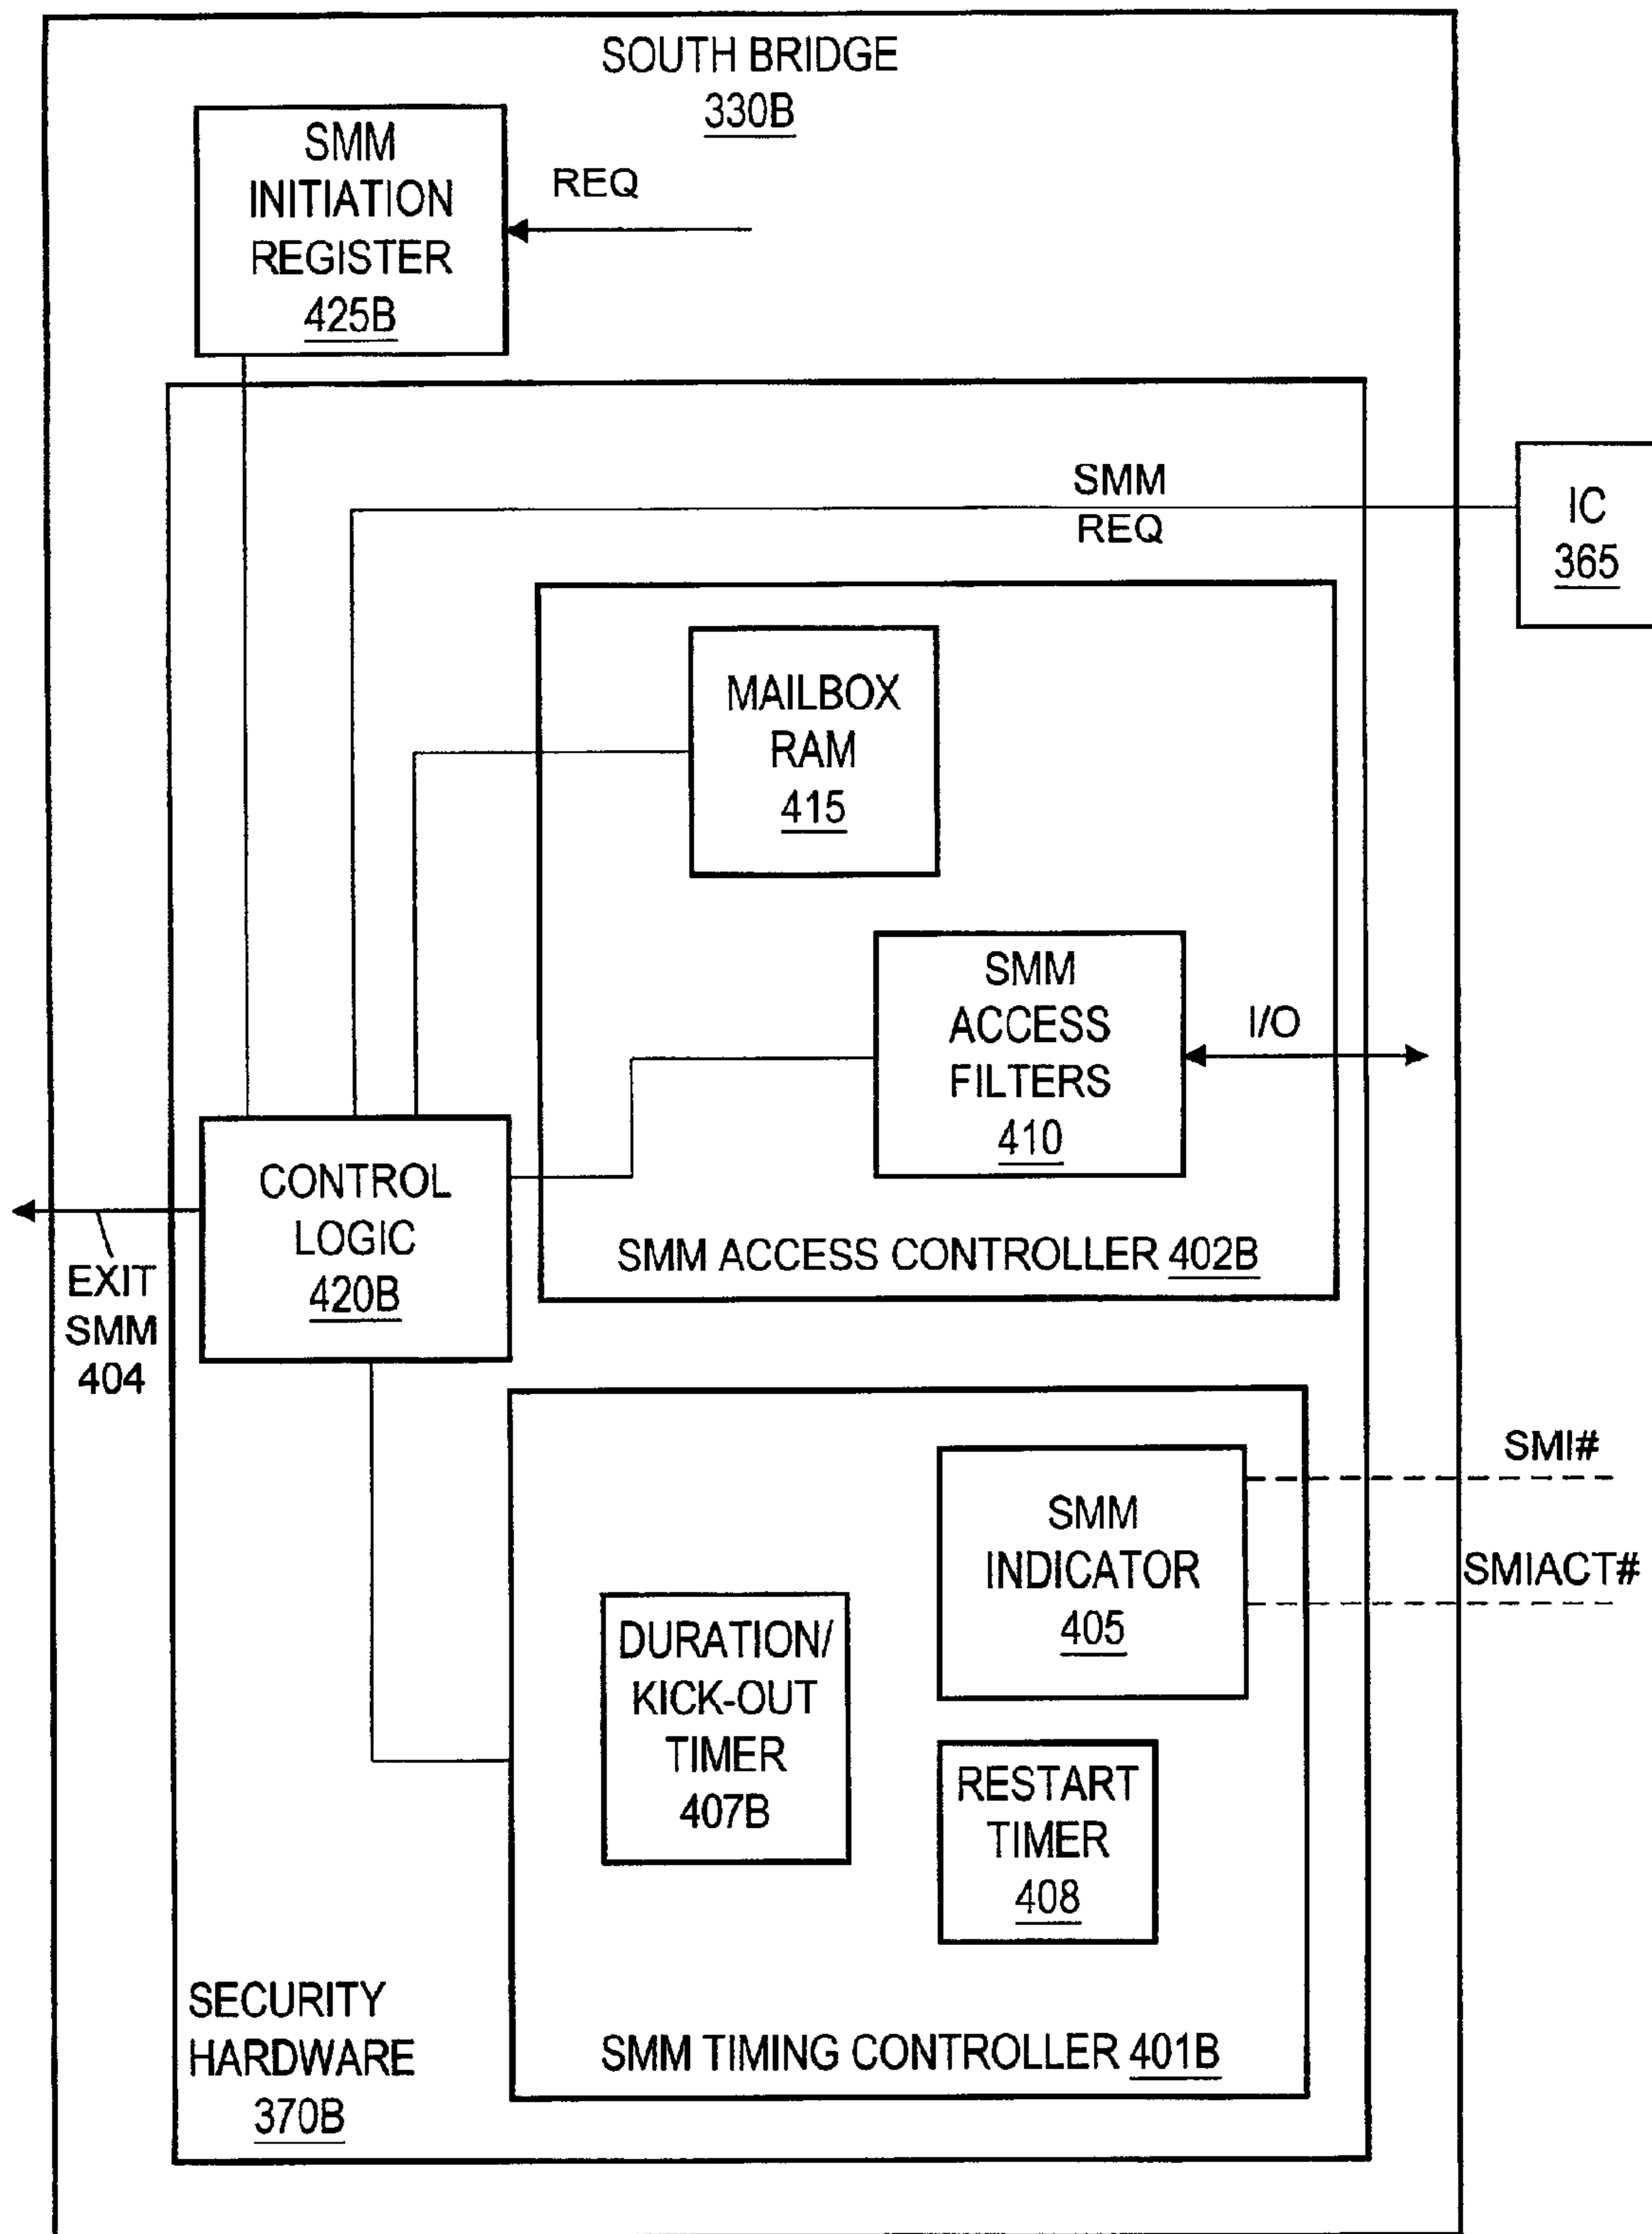 SOUTH BRIDGE
330B
SMM
INITIATION
REGISTER
425B
REQ
SMM
REQ
IC
365
MAILBOX
RAM
415
SMM
ACCESS
FILTERS
410
I/O
CONTROL
LOGIC
420B
SMM ACCESS CONTROLLER 402B
EXIT
SMM
404
SMI#
SMM
INDICATOR
405
SMIACT#
DURATION/
KICK-OUT
TIMER
407B
RESTART
TIMER
408
SECURITY
HARDWARE
370B
SMM TIMING CONTROLLER 401B